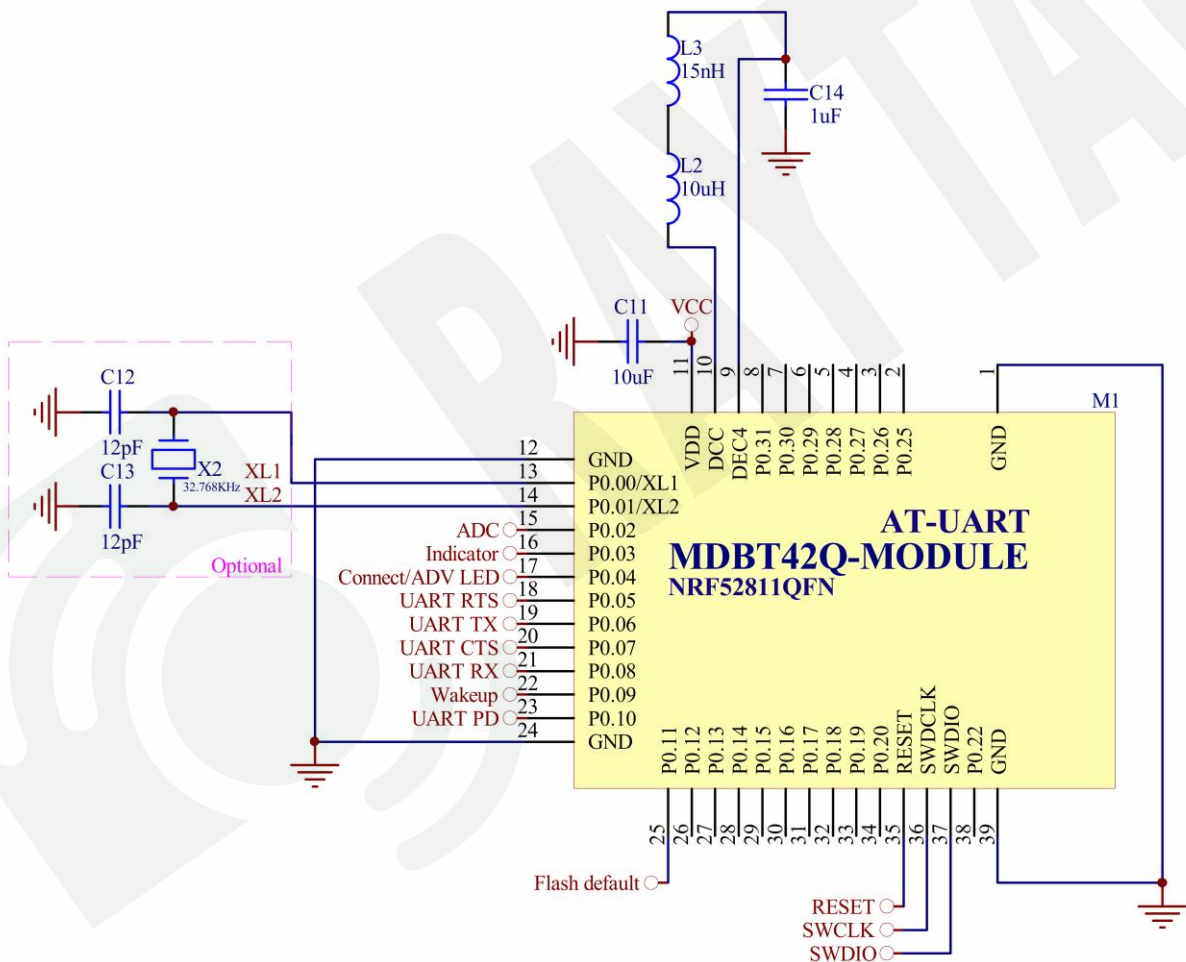 L3
15nH
C14
1uF
L2
10uH
C11
VCC
10uF
11
10
9
8
7
6
5
4
3
2
1
M1
VDD
DCC
DEC4
P0.31
P0.30
P0.29
P0.28
P0.27
P0.26
P0.25
GND
C12
12pF
C13
12pF
X2
32.768KHz
XL1
XL2
Optional
12 GND
13 P0.00/XL1
14 P0.01/XL2
ADC 15 P0.02
Indicator 16 P0.03
Connect/ADV LED 17 P0.04
UART RTS 18 P0.05
UART TX 19 P0.06
UART CTS 20 P0.07
UART RX 21 P0.08
Wakeup 22 P0.09
UART PD 23 P0.10
24 GND
AT-UART
MDBT42Q-MODULE
NRF52811QFN
P0.11
P0.12
P0.13
P0.14
P0.15
P0.16
P0.17
P0.18
P0.19
P0.20
RESET
SWDCLK
SWDIO
P0.22
GND
25
26
27
28
29
30
31
32
33
34
35
36
37
38
39
Flash default
RESET
SWCLK
SWDIO
RAYTA